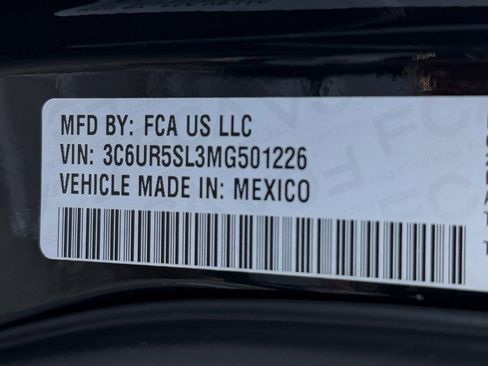 MFD BY: FCA US LLC
VIN: 3C6UR5SL3MG501226
VEHICLE MADE IN: MEXICO